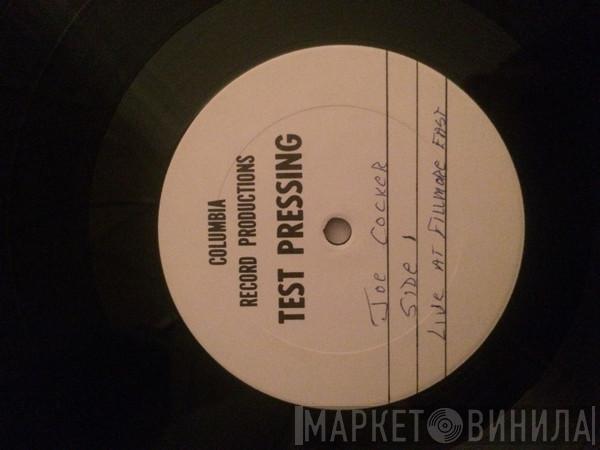 COLUMBIA
RECORD PRODUCTIONS
TEST PRESSING
Joe Cocker
SIDE 1
LIVE AT FILLMORE EAST
МАРКЕТ ВИНИЛА